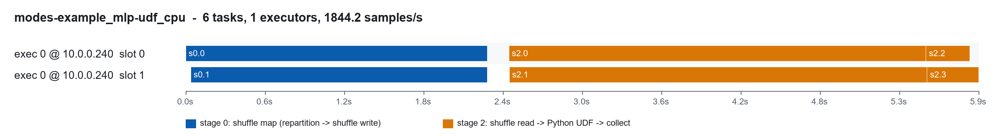 modes-example_mlp-udf_cpu - 6 tasks, 1 executors, 1844.2 samples/s
exec 0 @ 10.0.0.240 slot 0
s0.0
s2.0
s2.2
exec 0 @ 10.0.0.240 slot 1
s0.1
s2.1
s2.3
0.0s 0.6s 1.2s 1.8s 2.4s 3.0s 3.6s 4.2s 4.8s 5.3s 5.9s
stage 0: shuffle map (repartition -> shuffle write)
stage 2: shuffle read -> Python UDF -> collect